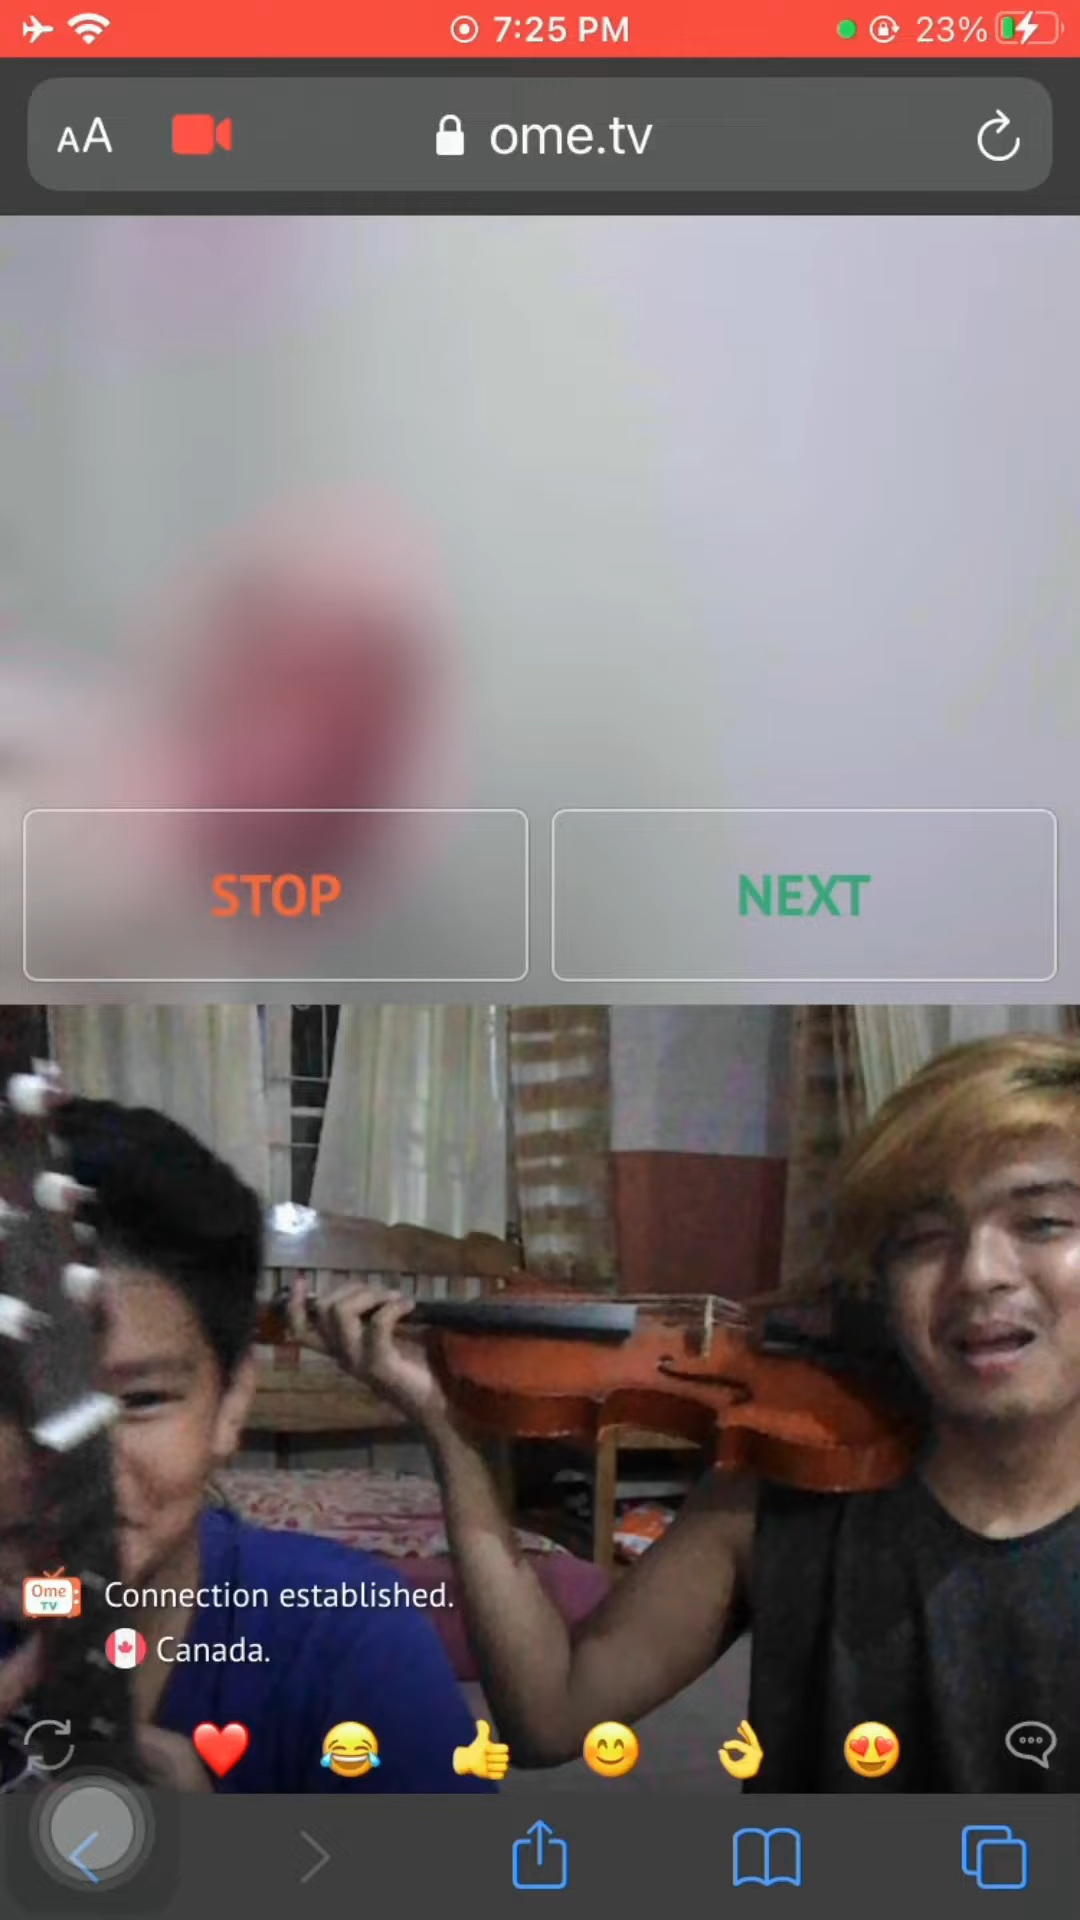 7:25 PM
23%
AA
ome.tv
STOP
NEXT
Ome
TV
Connection established.
Canada.